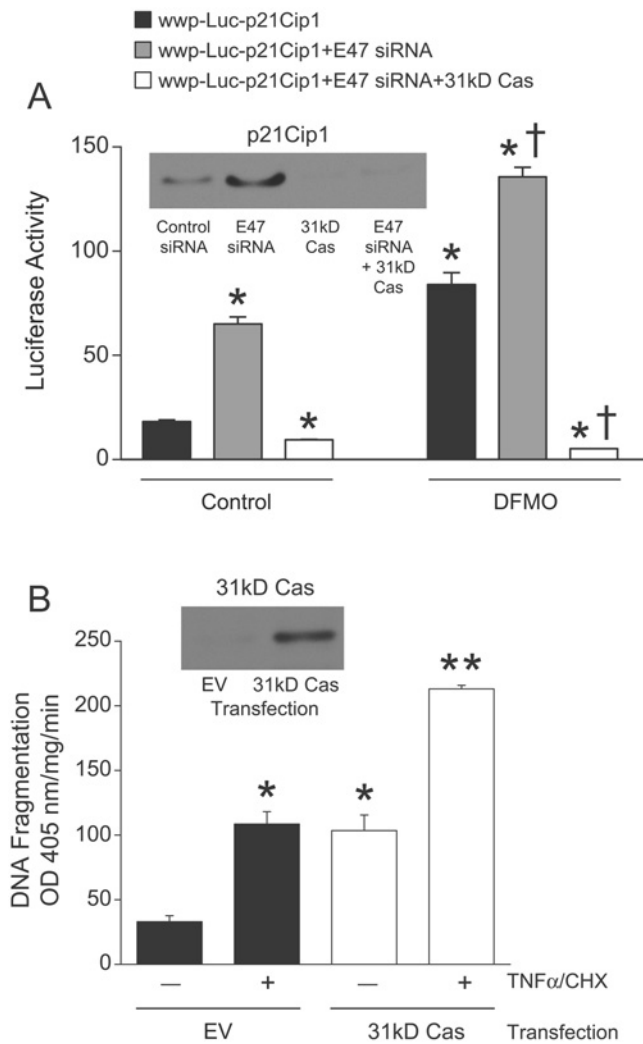 wwp-Luc-p21Cip1
wwp-Luc-p21Cip1+E47 siRNA
wwp-Luc-p21Cip1+E47 siRNA+31kD Cas
A
p21Cip1
Control siRNA
E47 siRNA
31kD Cas
E47 siRNA + 31kD Cas
Luciferase Activity
150
100
50
0
*
*
*
*†
*†
Control
DFMO
B
31kD Cas
EV
31kD Cas
Transfection
DNA Fragmentation
OD 405 nm/mg/min
250
200
150
100
50
0
*
*
**
— + — + TNFα/CHX
EV 31kD Cas Transfection